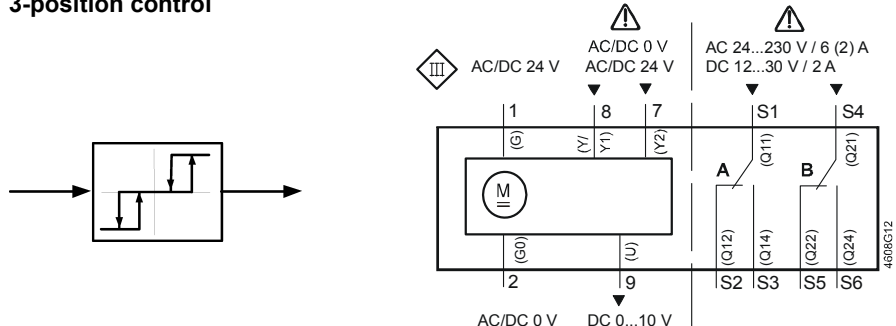 3-position control
AC/DC 0 V
AC 24...230 V / 6 (2) A
III
AC/DC 24 V
AC/DC 24 V
DC 12...30 V / 2 A
1
8
7
S1
S4
(G)
(Y/
Y1)
(Y2)
(Q11)
(Q21)
A
B
M
(G0)
(U)
(Q12)
(Q14)
(Q22)
(Q24)
2
9
S2
S3
S5
S6
AC/DC 0 V
DC 0...10 V
4608G12